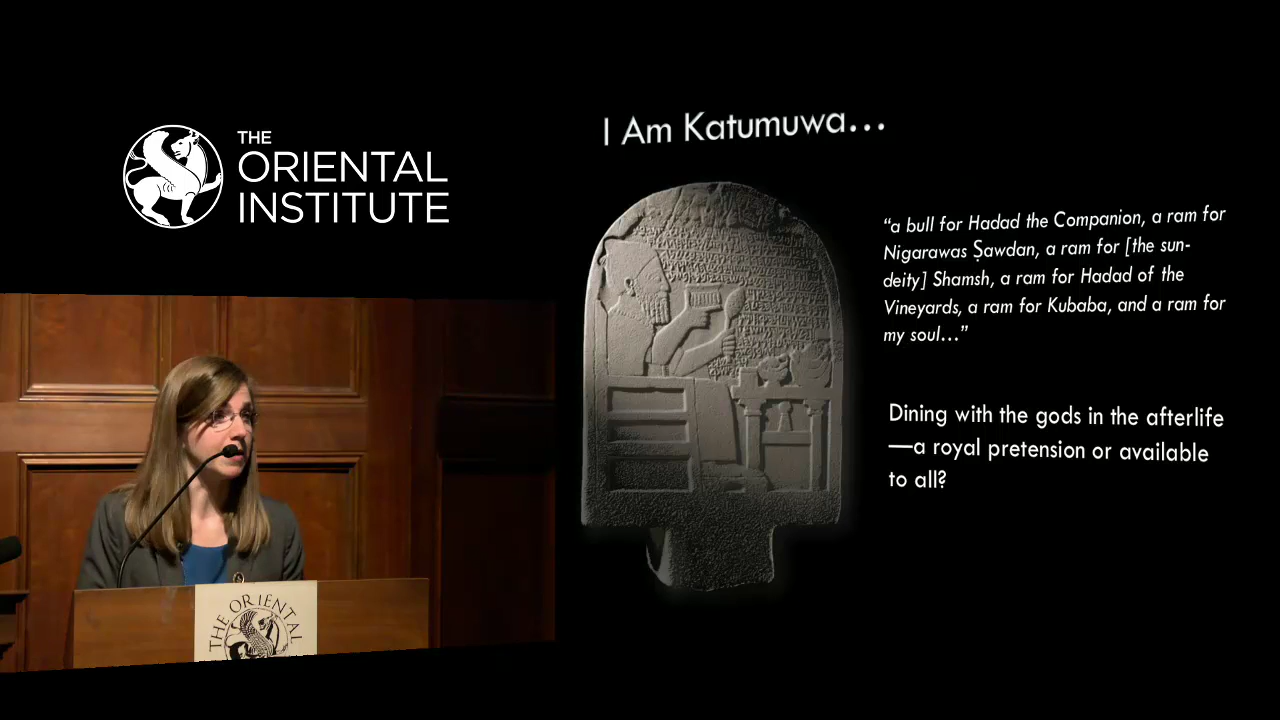 THE
ORIENTAL
INSTITUTE
I Am Katumuwa...
“a bull for Hadad the Companion, a ram for
Nigarawas Ṣawdan, a ram for [the sun-
deity] Shamsh, a ram for Hadad of the
Vineyards, a ram for Kubaba, and a ram for
my soul...”
Dining with the gods in the afterlife
—a royal pretension or available
to all?
THE ORIENTAL